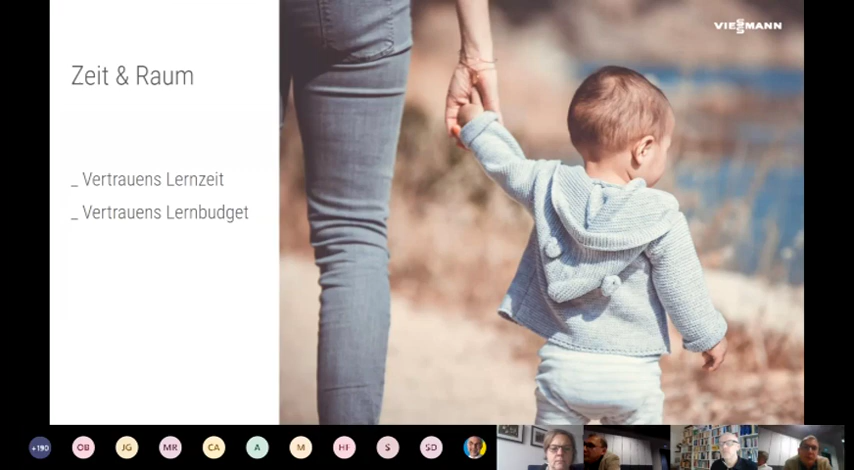 VIESMANN
Zeit & Raum
_ Vertrauens Lernzeit
_ Vertrauens Lernbudget
+190
OB
JG
MR
CA
A
M
HF
S
SD